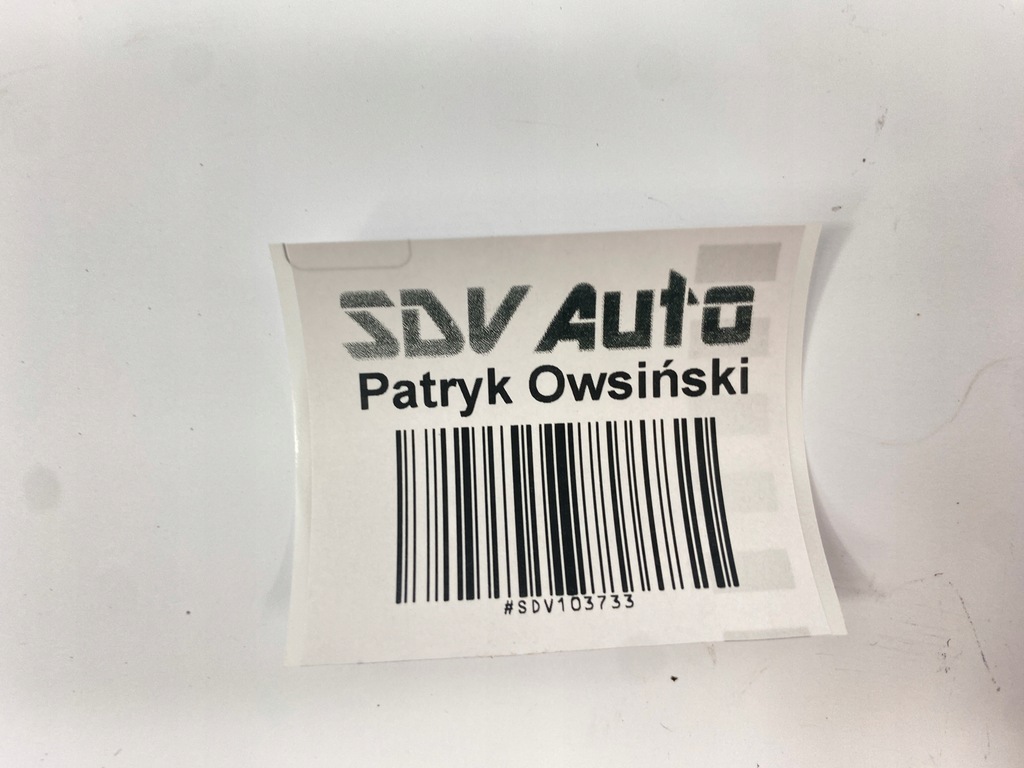 SDV Auto
Patryk Owsiński
#SDV103733